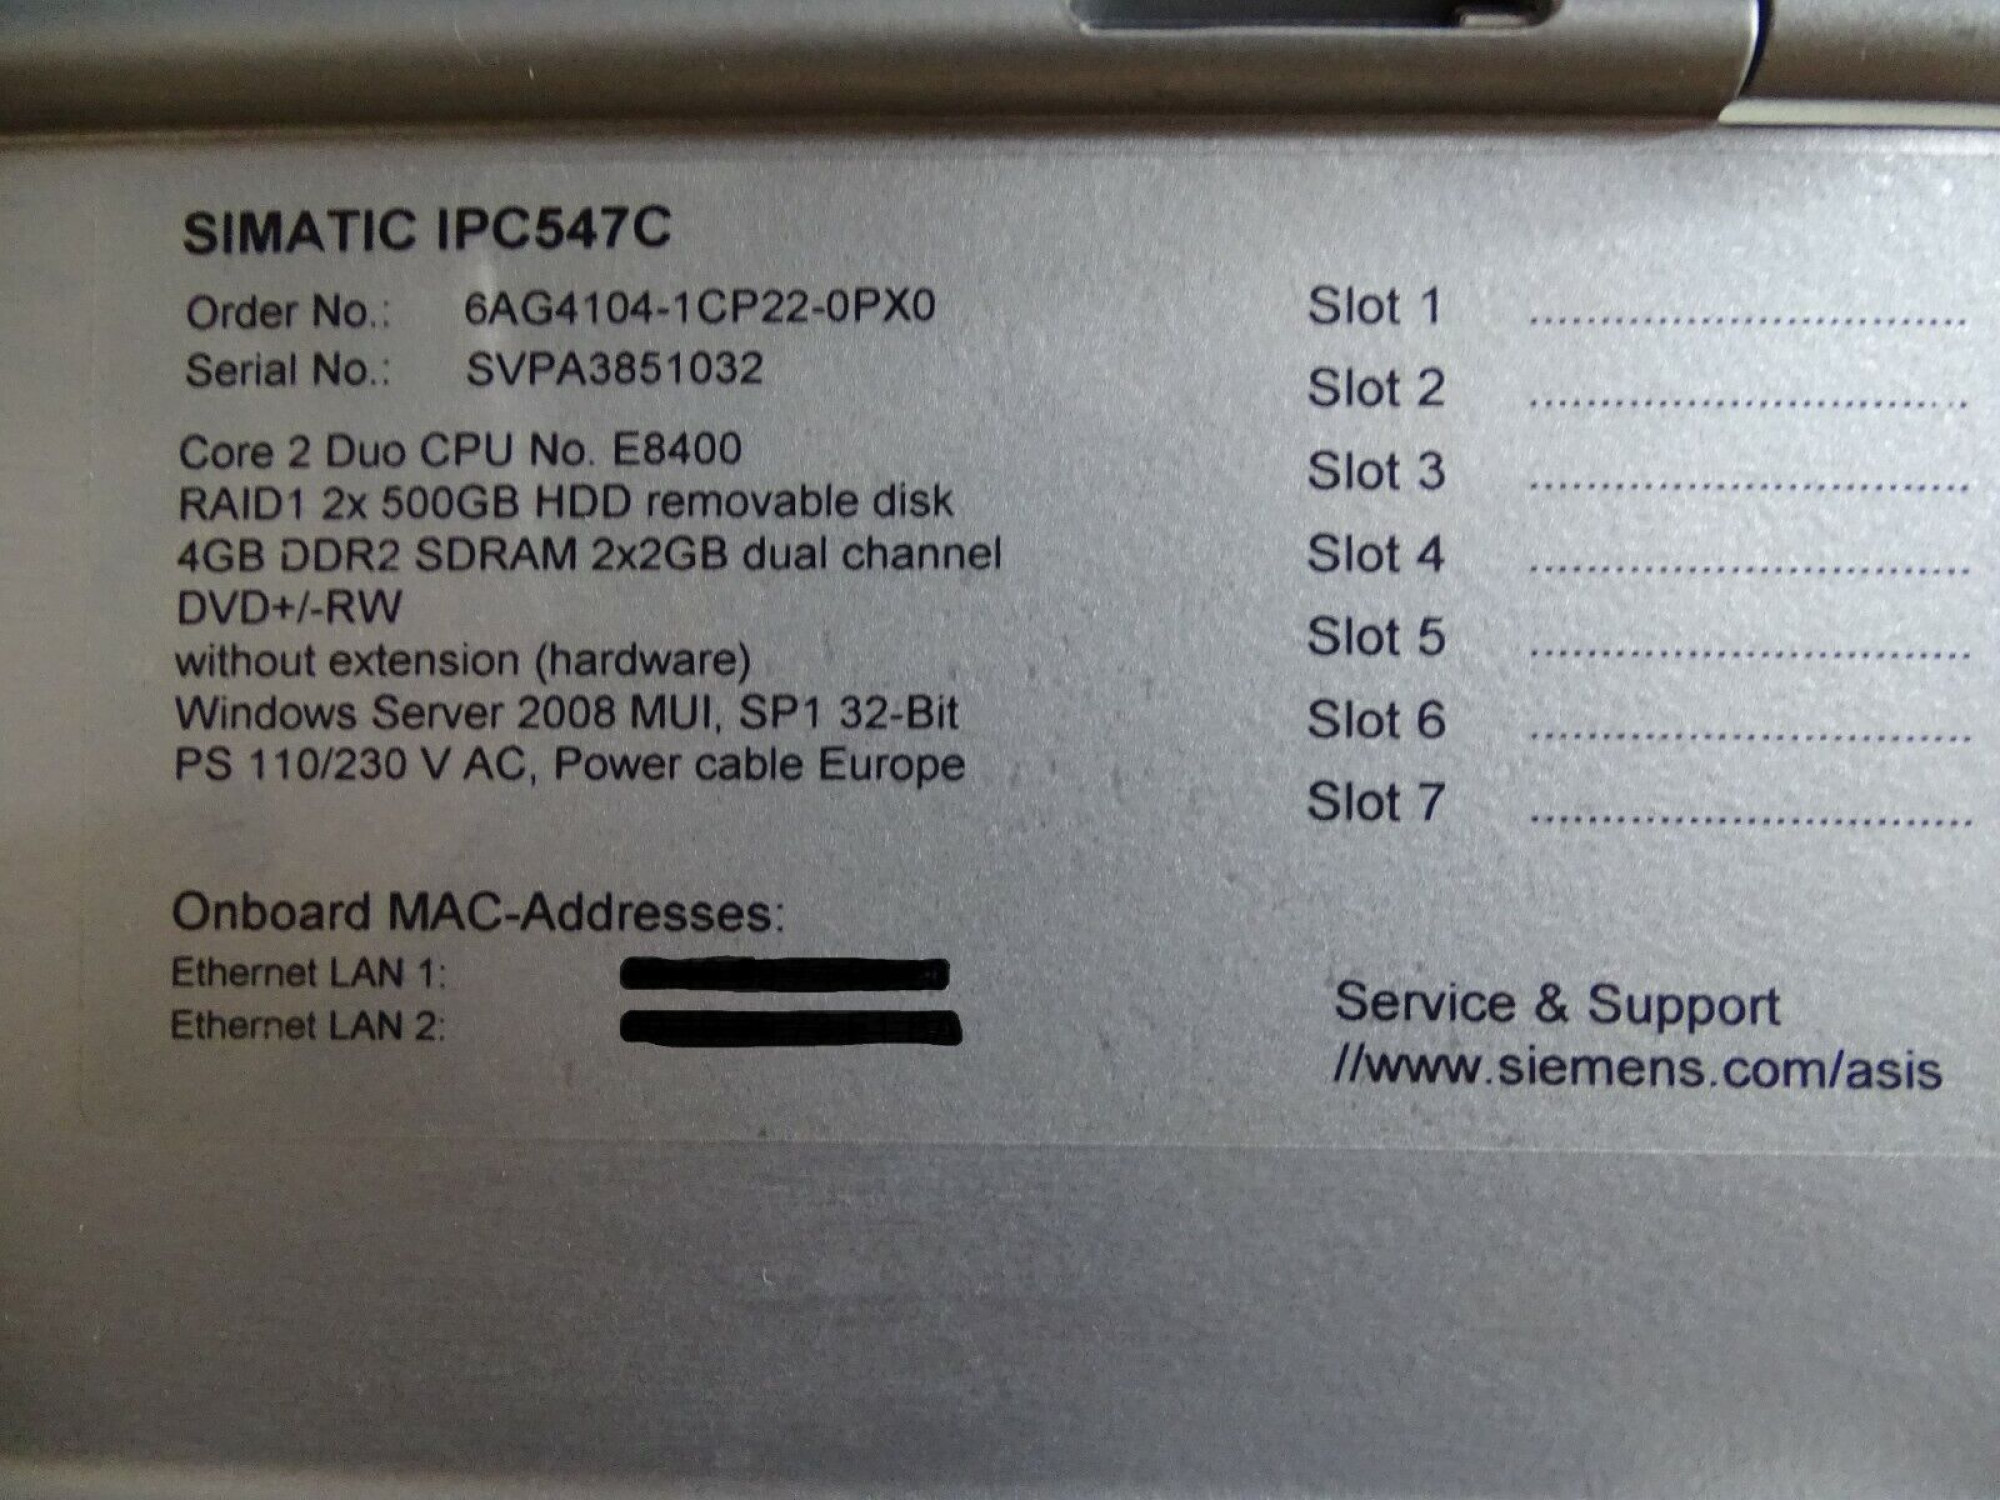 SIMATIC IPC547C
Order No.: 6AG4104-1CP22-0PX0
Serial No.: SVPA3851032
Core 2 Duo CPU No. E8400
RAID1 2x 500GB HDD removable disk
4GB DDR2 SDRAM 2x2GB dual channel
DVD+/-RW
without extension (hardware)
Windows Server 2008 MUI, SP1 32-Bit
PS 110/230 V AC, Power cable Europe
Onboard MAC-Addresses:
Ethernet LAN 1:
Ethernet LAN 2:
Slot 1 ....................................
Slot 2 ....................................
Slot 3 ....................................
Slot 4 ....................................
Slot 5 ....................................
Slot 6 ....................................
Slot 7 ....................................
Service & Support
//www.siemens.com/asis